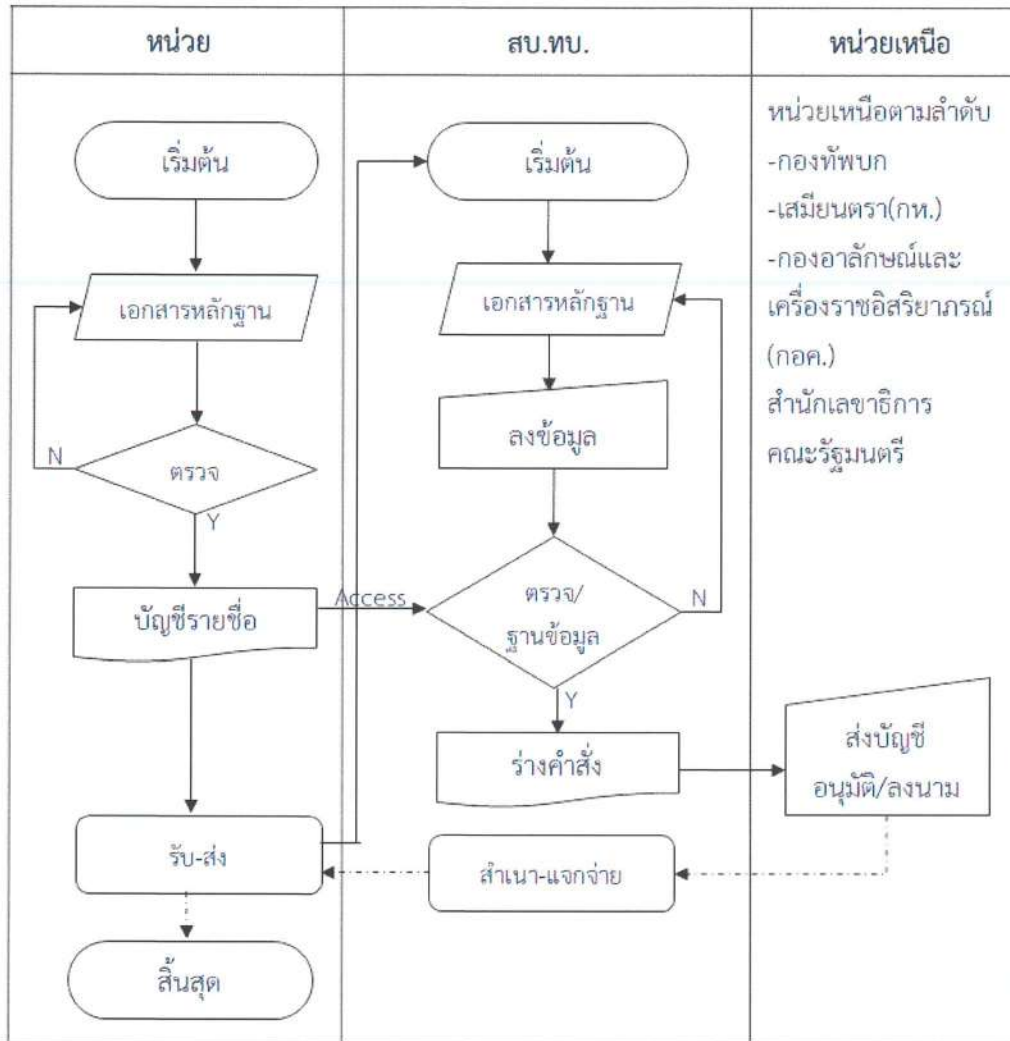 หน่วย
สบ.ทบ.
หน่วยเหนือ
เริ่มต้น
เอกสารหลักฐาน
N
ตรวจ
Y
บัญชีรายชื่อ
Access
รับ-ส่ง
สิ้นสุด
เริ่มต้น
เอกสารหลักฐาน
ลงข้อมูล
ตรวจ/
ฐานข้อมูล
N
Y
ร่างคำสั่ง
สำเนา-แจกจ่าย
หน่วยเหนือตามลำดับ
-กองทัพบก
-เสมียนตรา(กห.)
-กองอาลักษณ์และ
เครื่องราชอิสริยาภรณ์
(กอค.)
สำนักเลขาธิการ
คณะรัฐมนตรี
ส่งบัญชี
อนุมัติ/ลงนาม